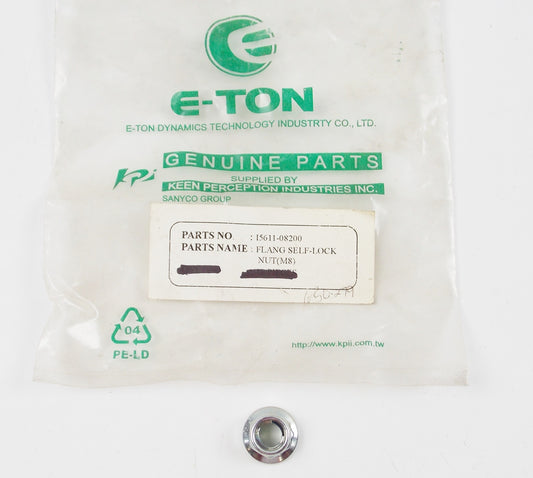 E-TON
E-TON DYNAMICS TECHNOLOGY INDUSTRTY CO., LTD.
GENUINE PARTS
SUPPLIED BY
kpi
KEEN PERCEPTION INDUSTRIES INC.
SANYCO GROUP
PARTS NO. : I5611-08200
PARTS NAME : FLANG SELF-LOCK
NUT(M8)
04
PE-LD
http://www.kpii.com.tw